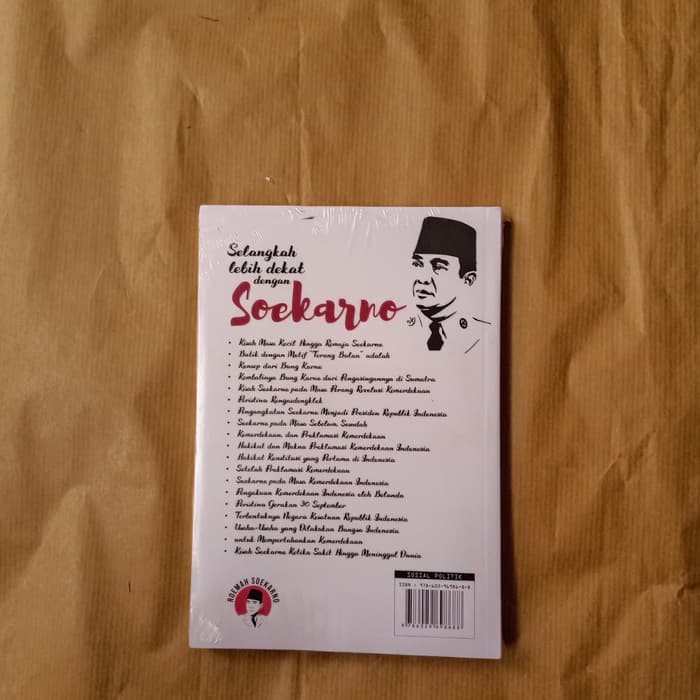 Selangkah
lebih dekat
dengan
Soekarno
• Kisah Masa Kecil Hingga Remaja Soekarno
• Batik dengan Motif "Terang Bulan" adalah
• Konsep dari Bung Karno
• Kembalinya Bung Karno dari Pengasingannya di Sumatra
• Kisah Soekarno pada Masa Perang Revolusi Kemerdekaan
• Peristiwa Rengasdengklok
• Pengangkatan Soekarno Menjadi Presiden Republik Indonesia
• Soekarno pada Masa Sebelum, Sesudah
• Kemerdekaan, dan Proklamasi Kemerdekaan
• Hakikat dan Makna Proklamasi Kemerdekaan Indonesia
• Hakikat Konstitusi yang Pertama di Indonesia
• Setelah Proklamasi Kemerdekaan
• Soekarno pada Masa Kemerdekaan Indonesia
• Pengakuan Kemerdekaan Indonesia oleh Belanda
• Peristiwa Gerakan 30 September
• Terbentuknya Negara Kesatuan Republik Indonesia
• Usaha-Usaha yang Dilakukan Bangsa Indonesia
• untuk Mempertahankan Kemerdekaan
• Kisah Soekarno Ketika Sakit Hingga Meninggal Dunia
ROEMAH SOEKARNO
SOSIAL POLITIK
ISBN :